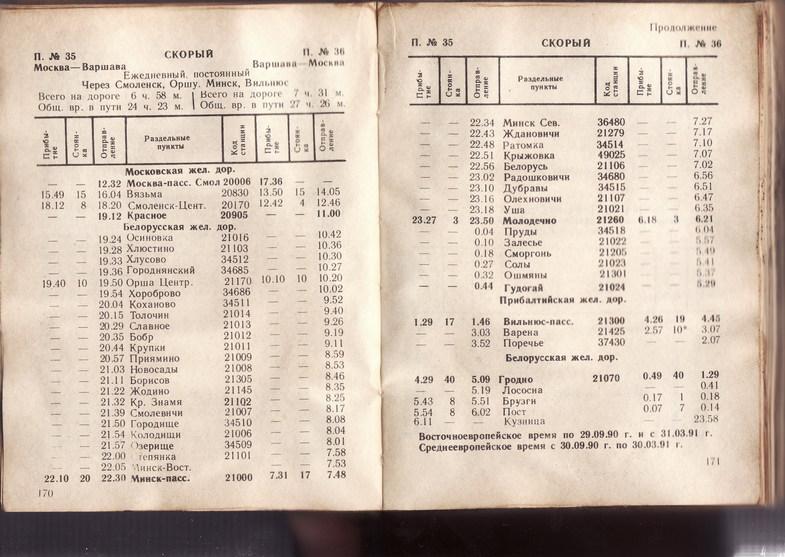 П. № 35 СКОРЫЙ П. № 36
Москва—Варшава Варшава—Москва
Ежедневный, постоянный
Через Смоленск, Оршу, Минск, Вильнюс
Всего на дороге 6 ч. 58 м. Всего на дороге 7 ч. 31 м.
Общ. вр. в пути 24 ч. 23 м. Общ. вр. в пути 27 ч. 26 м.
Прибытие Стоянка Отправление Раздельные пункты Код станции Прибытие Стоянка Отправление
Московская жел. дор.
— — 12.32 Москва-пасс. Смол 20006 17.36 — —
15.49 15 16.04 Вязьма 20830 13.50 15 14.05
18.12 8 18.20 Смоленск-Цент. 20170 12.42 4 12.46
— — 19.12 Красное 20905 — — 11.00
Белорусская жел. дор.
— — 19.24 Осиновка 21016 — — 10.42
— — 19.28 Хлюстино 21103 — — 10.36
— — 19.33 Хлусово 34512 — — 10.30
— — 19.36 Городнянский 34685 — — 10.27
19.40 10 19.50 Орша Центр. 21170 10.10 10 10.20
— — 19.54 Хороброво 34686 — — 10.02
— — 20.04 Коханово 34511 — — 9.52
— — 20.15 Толочин 21014 — — 9.40
— — 20.29 Славное 21013 — — 9.26
— — 20.35 Бобр 21012 — — 9.19
— — 20.44 Крупки 21011 — — 9.11
— — 20.57 Приямино 21009 — — 8.59
— — 21.03 Новосады 21008 — — 8.53
— — 21.11 Борисов 21305 — — 8.46
— — 21.22 Жодино 21145 — — 8.35
— — 21.32 Кр. Знамя 21102 — — 8.25
— — 21.39 Смолевичи 21007 — — 8.17
— — 21.50 Городище 34510 — — 8.08
— — 21.54 Колодищи 21006 — — 8.04
— — 21.57 Озерище 34509 — — 8.01
— — 22.00 Степянка 21101 — — 7.58
— — 22.05 Минск-Вост. — — 7.53
22.10 20 22.30 Минск-пасс. 21000 7.31 17 7.48
170
Продолжение
П. № 35 СКОРЫЙ П. № 36
Прибытие Стоянка Отправление Раздельные пункты Код станции Прибытие Стоянка Отправление
— — 22.34 Минск Сев. 36480 — — 7.27
— — 22.43 Ждановичи 21279 — — 7.17
— — 22.48 Ратомка 34514 — — 7.10
— — 22.51 Крыжовка 49025 — — 7.07
— — 22.56 Беларусь 21106 — — 7.02
— — 23.02 Радошковичи 34680 — — 6.56
— — 23.10 Дубравы 34515 — — 6.51
— — 23.16 Олехновичи 21107 — — 6.47
— — 23.18 Уша 21021 — — 6.35
23.27 3 23.50 Молодечно 21260 6.18 3 6.21
— — 0.04 Пруды 34518 — — 6.04
— — 0.10 Залесье 21022 — —
— — 0.18 Сморгонь 21205 — — 5.49
— — 0.27 Солы 21023 — — 5.41
— — 0.32 Ошмяны 21301 — —
— — 0.44 Гудогай 21024 — — 5.29
Прибалтийская жел. дор.
1.29 17 1.46 Вильнюс-пасс. 21300 4.26 19 4.45
— — 3.03 Варена 21425 2.57 10* 3.07
— — 3.52 Поречье 37430 — — 2.07
Белорусская жел. дор.
4.29 40 5.09 Гродно 21070 0.49 40 1.29
— — 5.19 Лососна — — 0.41
5.43 8 5.51 Брузги 0.17 1 0.18
5.54 8 6.02 Пост 0.07 7 0.14
6.11 — — Кузница — — 23.58
Восточноевропейское время по 29.09.90 г. и с 31.03.91 г.
Среднеевропейское время с 30.09.90 г. по 30.03.91 г.
171